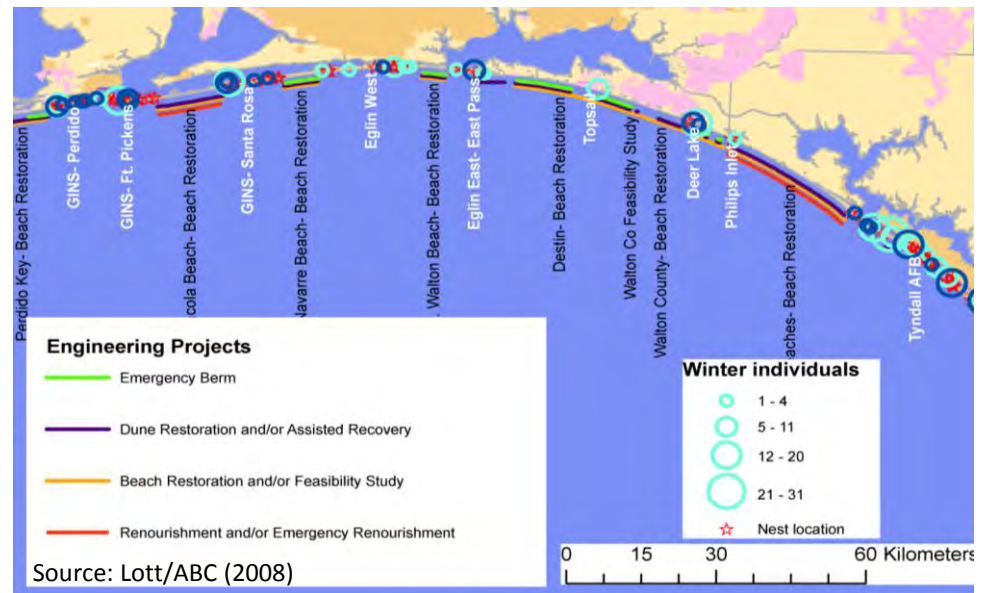 Perdido Key- Beach Restoration
GINS- Perdido
GINS- Ft. Pickens
cola Beach- Beach Restoration
GINS- Santa Rosa
Navarre Beach- Beach Restoration
Eglin West
. Walton Beach- Beach Restoration
Eglin East- East Pass
Destin- Beach Restoration
Topsail
Walton Co Feasibility Study
Walton County- Beach Restoration
Deer Lake
Philips Inlet
aches- Beach Restoration
Tyndall AFB
Engineering Projects
Emergency Berm
Dune Restoration and/or Assisted Recovery
Beach Restoration and/or Feasibility Study
Renourishment and/or Emergency Renourishment
Source: Lott/ABC (2008)
Winter individuals
1 - 4
5 - 11
12 - 20
21 - 31
Nest location
0 15 30 60 Kilometers